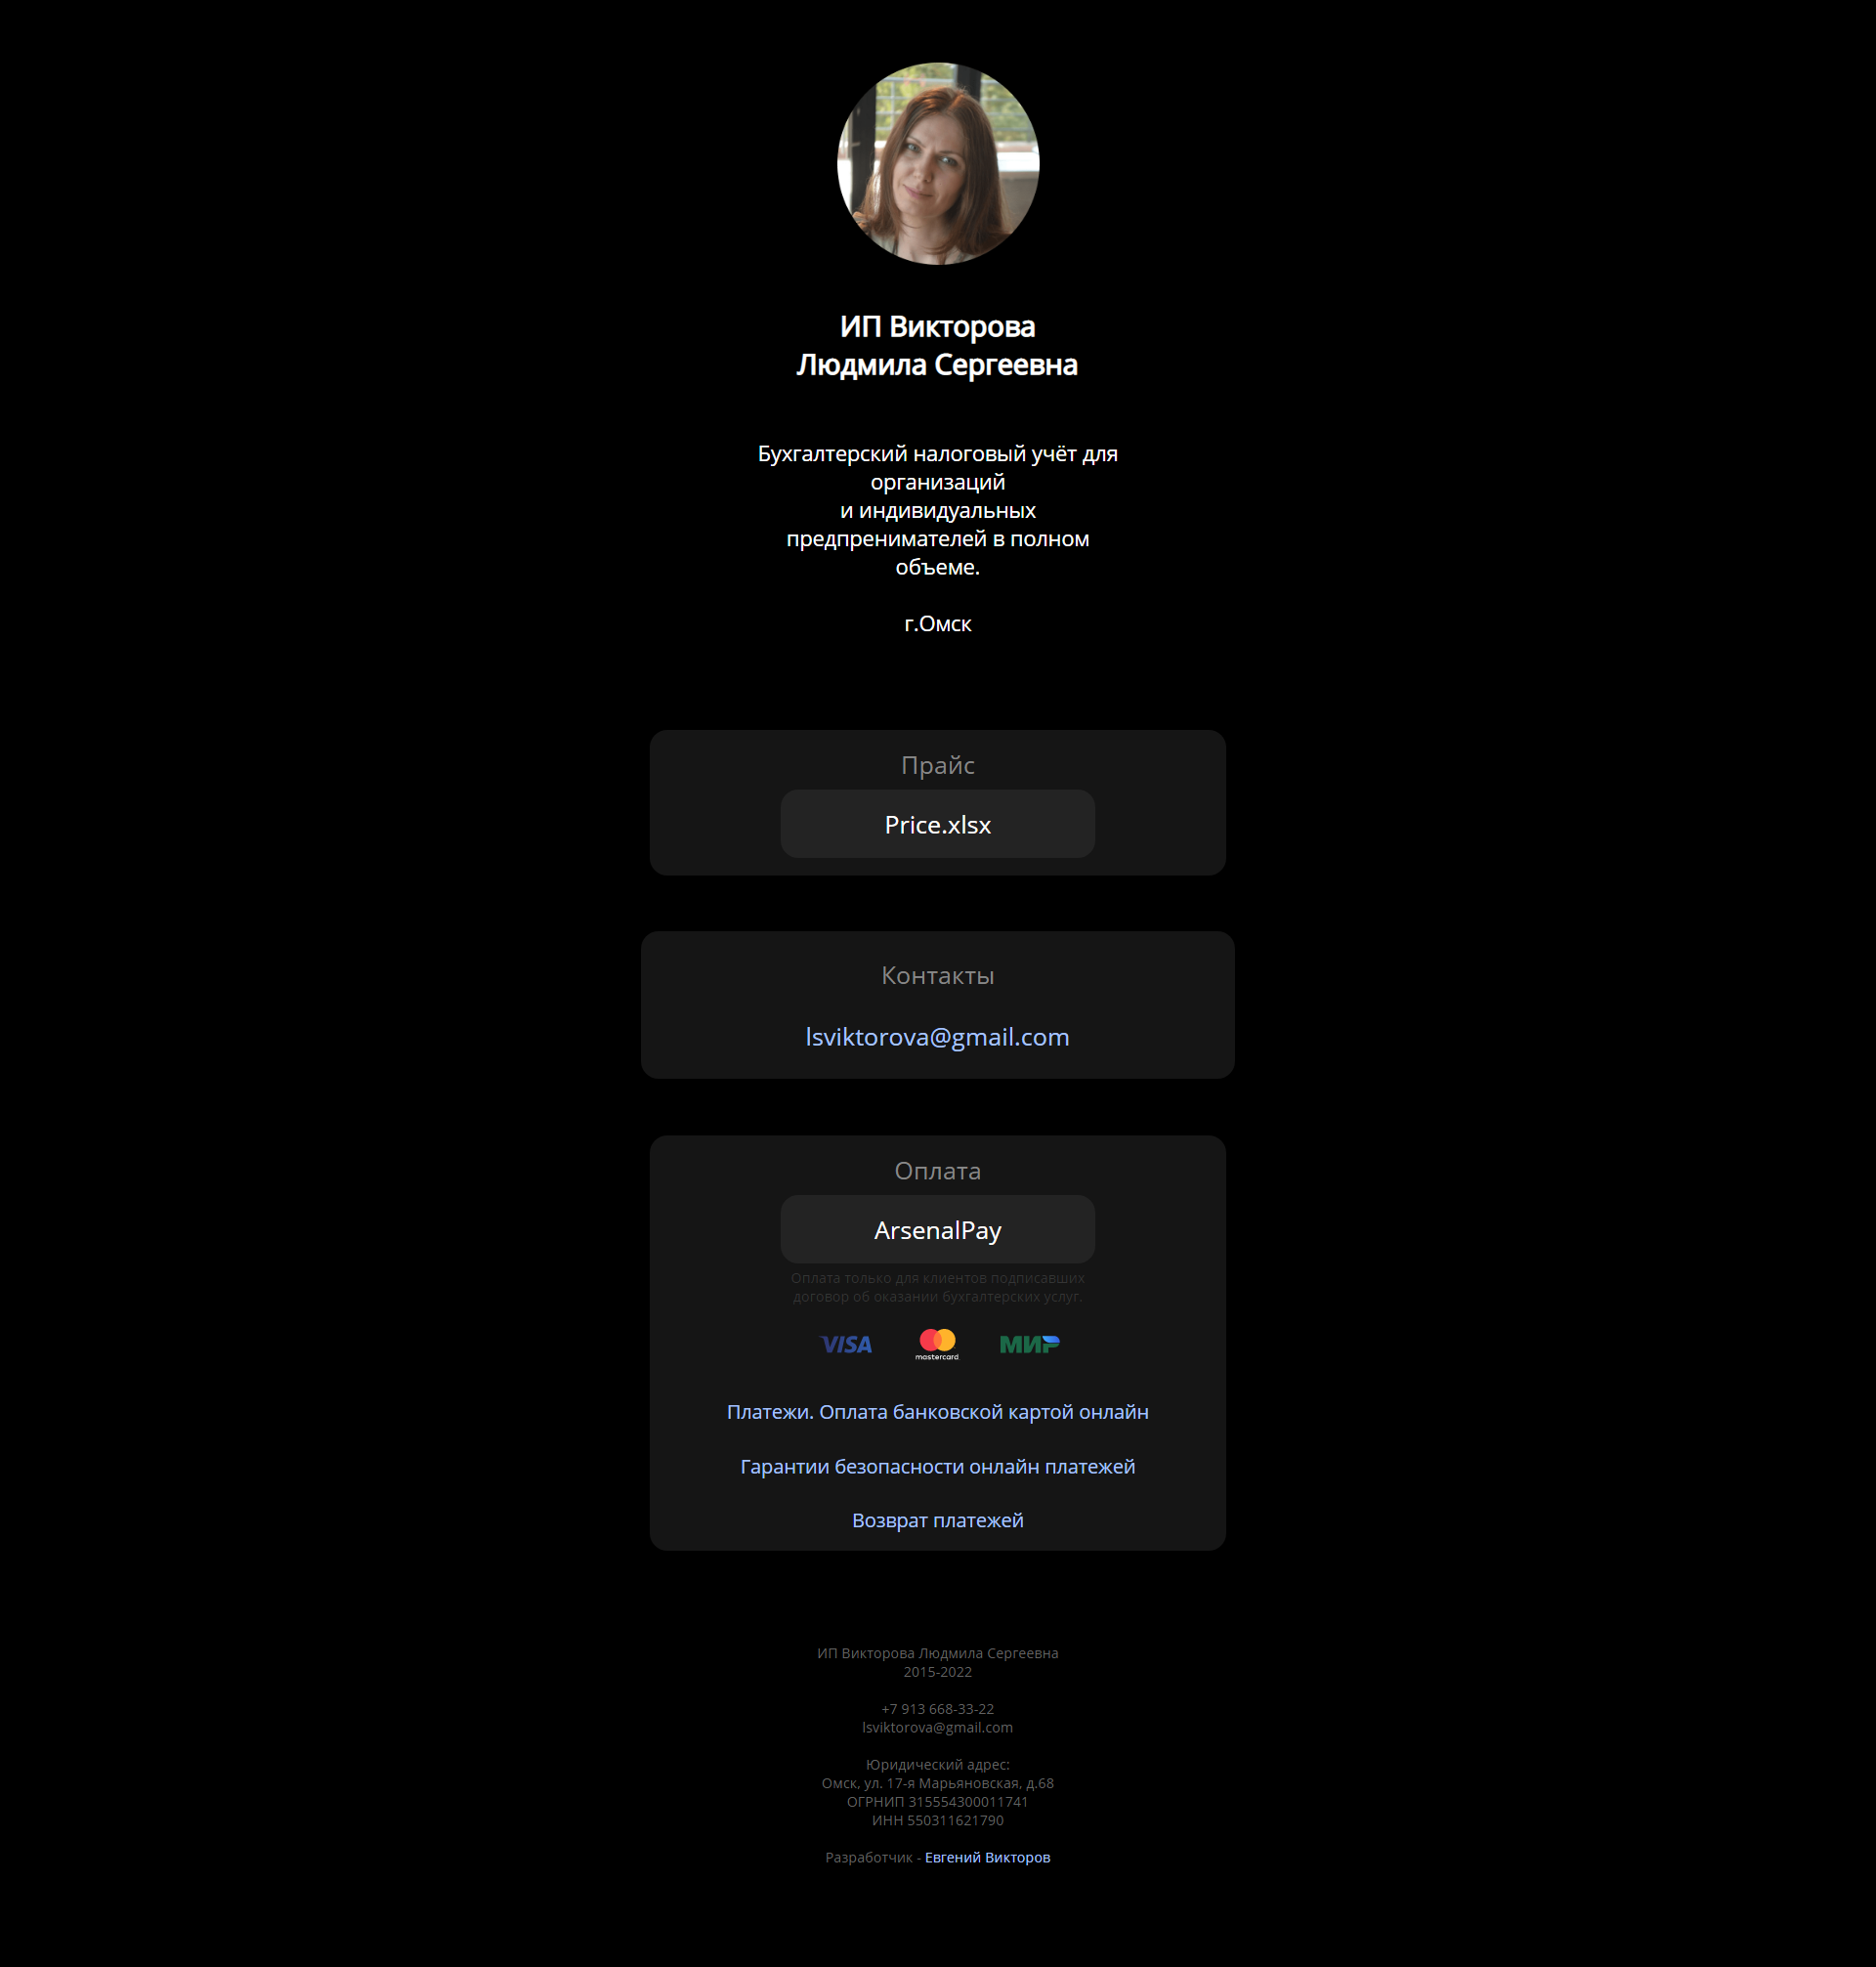 ИП Викторова
Людмила Сергеевна
Бухгалтерский налоговый учёт для
организаций
и индивидуальных
предпренимателей в полном
объеме.
г.Омск
Прайс
Price.xlsx
Контакты
lsviktorova@gmail.com
Оплата
ArsenalPay
Оплата только для клиентов подписавших
договор об оказании бухгалтерских услуг.
VISA mastercard МИР
Платежи. Оплата банковской картой онлайн
Гарантии безопасности онлайн платежей
Возврат платежей
ИП Викторова Людмила Сергеевна
2015-2022
+7 913 668-33-22
lsviktorova@gmail.com
Юридический адрес:
Омск, ул. 17-я Марьяновская, д.68
ОГРНИП 315554300011741
ИНН 550311621790
Разработчик - Евгений Викторов